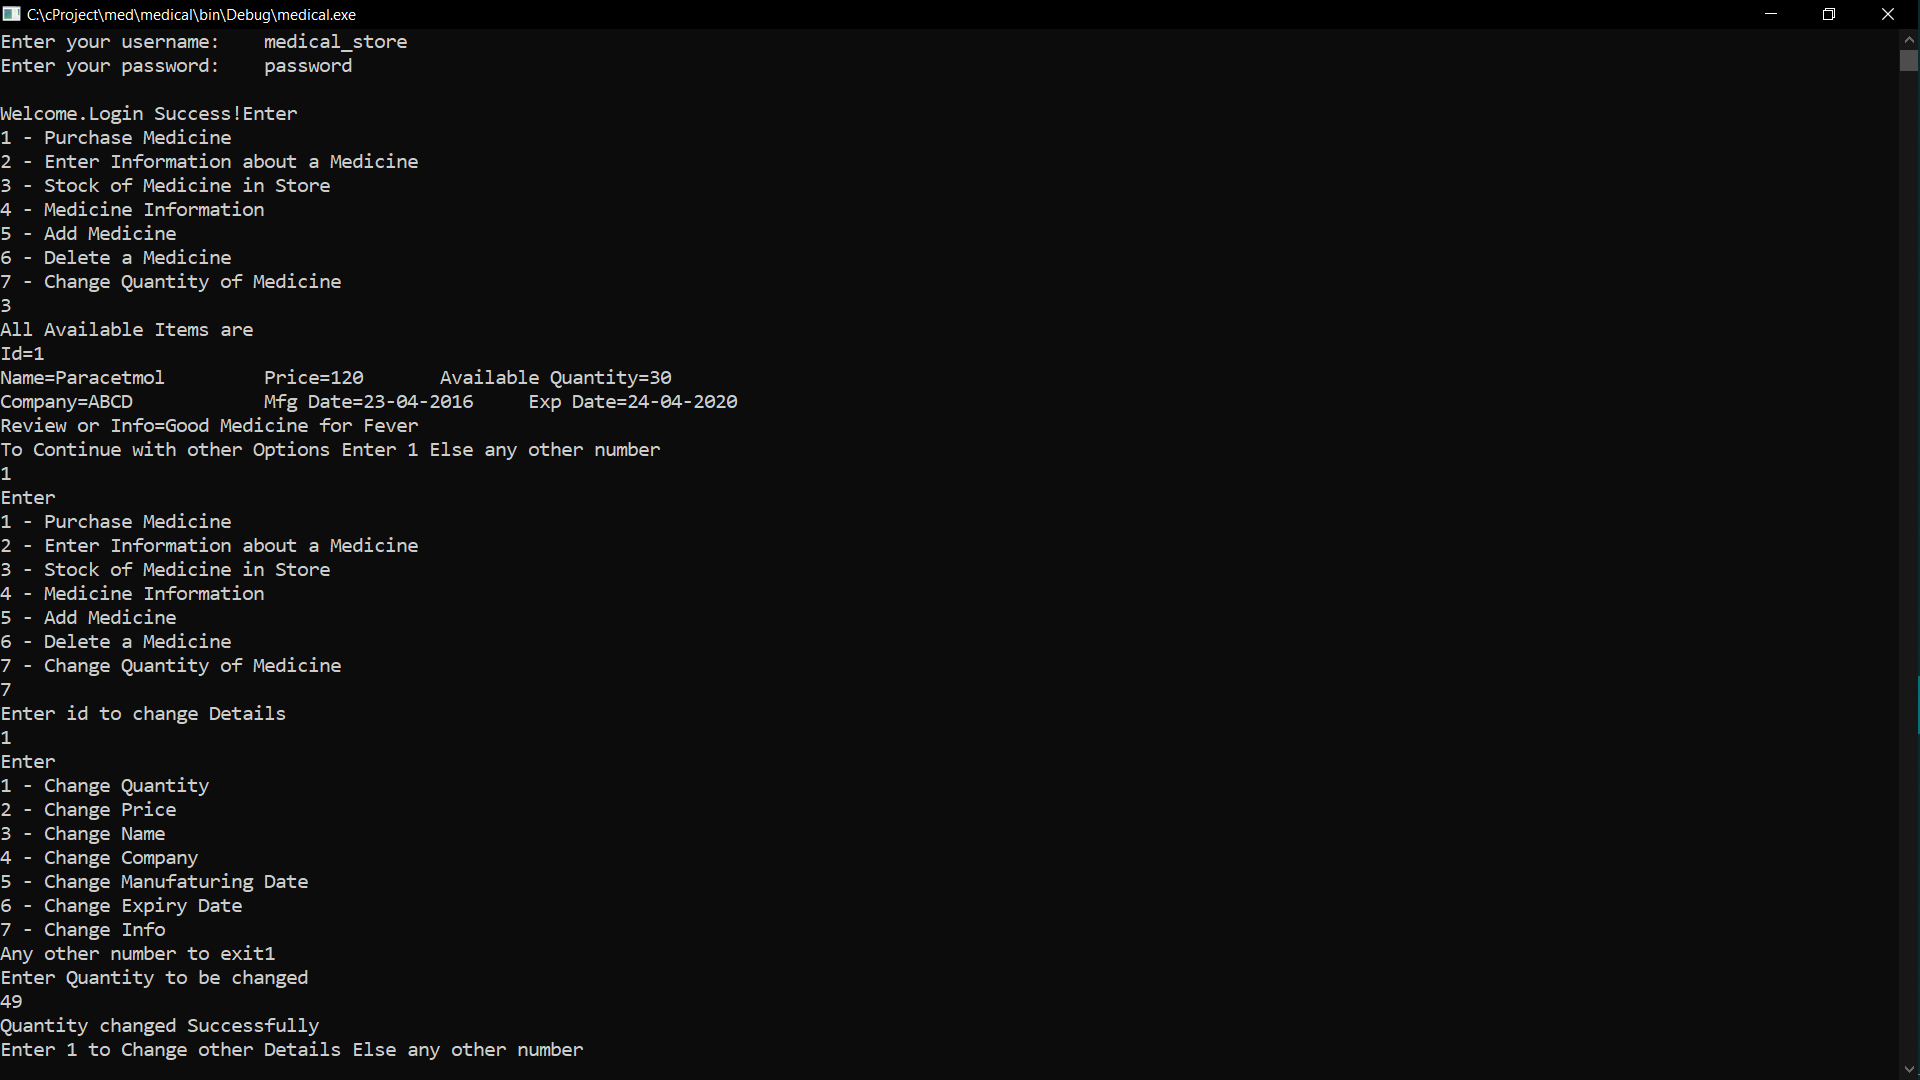 C:\cProject\med\medical\bin\Debug\medical.exe
Enter your username:    medical_store
Enter your password:    password
Welcome.Login Success!Enter
1 - Purchase Medicine
2 - Enter Information about a Medicine
3 - Stock of Medicine in Store
4 - Medicine Information
5 - Add Medicine
6 - Delete a Medicine
7 - Change Quantity of Medicine
3
All Available Items are
Id=1
Name=Paracetmol         Price=120       Available Quantity=30
Company=ABCD            Mfg Date=23-04-2016     Exp Date=24-04-2020
Review or Info=Good Medicine for Fever
To Continue with other Options Enter 1 Else any other number
1
Enter
1 - Purchase Medicine
2 - Enter Information about a Medicine
3 - Stock of Medicine in Store
4 - Medicine Information
5 - Add Medicine
6 - Delete a Medicine
7 - Change Quantity of Medicine
7
Enter id to change Details
1
Enter
1 - Change Quantity
2 - Change Price
3 - Change Name
4 - Change Company
5 - Change Manufaturing Date
6 - Change Expiry Date
7 - Change Info
Any other number to exit1
Enter Quantity to be changed
49
Quantity changed Successfully
Enter 1 to Change other Details Else any other number